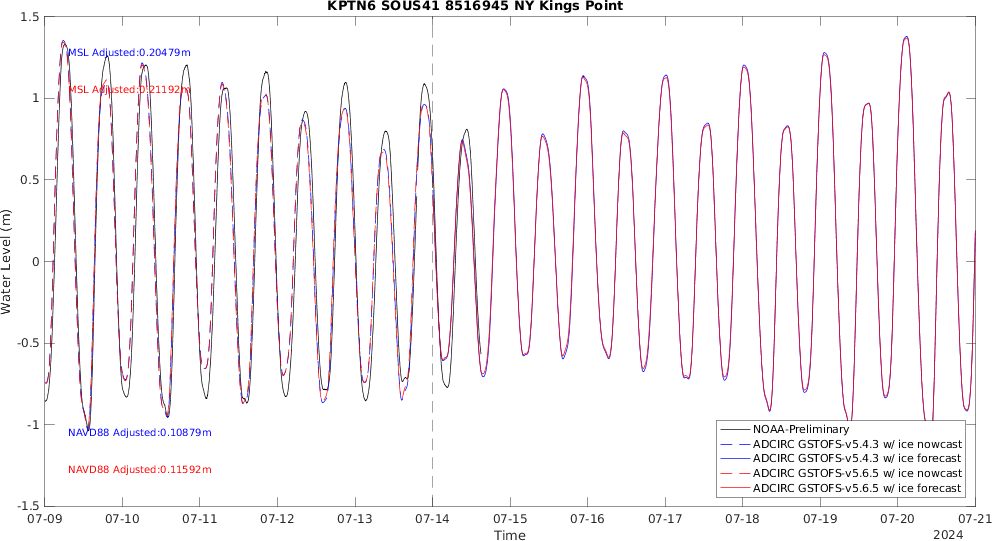 KPTN6 SOUS41 8516945 NY Kings Point
1.5
1
0.5
0
-0.5
-1
-1.5
Water Level (m)
MSL Adjusted:0.20479m
MSL Adjusted:0.21192m
NAVD88 Adjusted:0.10879m
NAVD88 Adjusted:0.11592m
NOAA-Preliminary
ADCIRC GSTOFS-v5.4.3 w/ ice nowcast
ADCIRC GSTOFS-v5.4.3 w/ ice forecast
ADCIRC GSTOFS-v5.6.5 w/ ice nowcast
ADCIRC GSTOFS-v5.6.5 w/ ice forecast
07-09 07-10 07-11 07-12 07-13 07-14 07-15 07-16 07-17 07-18 07-19 07-20 07-21
Time
2024